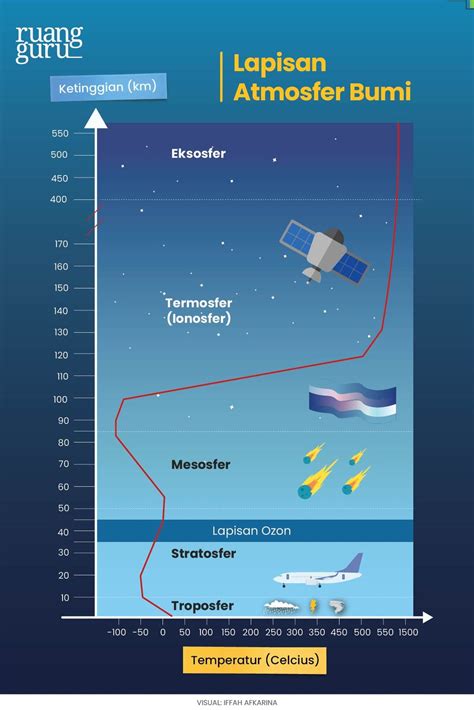 ruang
guru
Ketinggian (km)
Lapisan
Atmosfer Bumi
550
500
450
400
170
160
150
140
130
120
110
100
90
80
70
60
50
40
30
20
10
Eksosfer
Termosfer
(Ionosfer)
Mesosfer
Lapisan Ozon
Stratosfer
Troposfer
-100 -50 0 50 100 150 200 250 300 350 450 500 550 1500
Temperatur (Celcius)
VISUAL: IFFAH AFKARINA